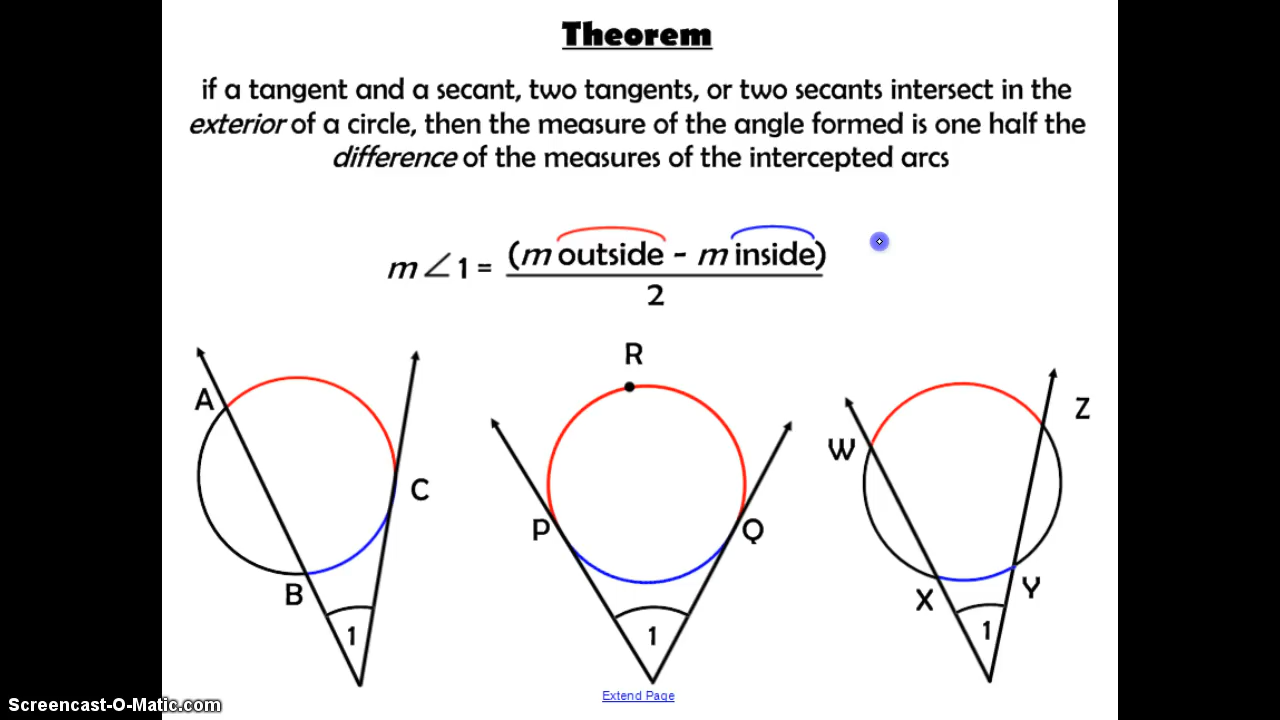 Theorem
if a tangent and a secant, two tangents, or two secants intersect in the
exterior of a circle, then the measure of the angle formed is one half the
difference of the measures of the intercepted arcs
m∠1 = (m outside - m inside)
2
R
A
Z
W
C
P
Q
B
X
Y
1
1
1
Extend Page
Screencast-O-Matic.com